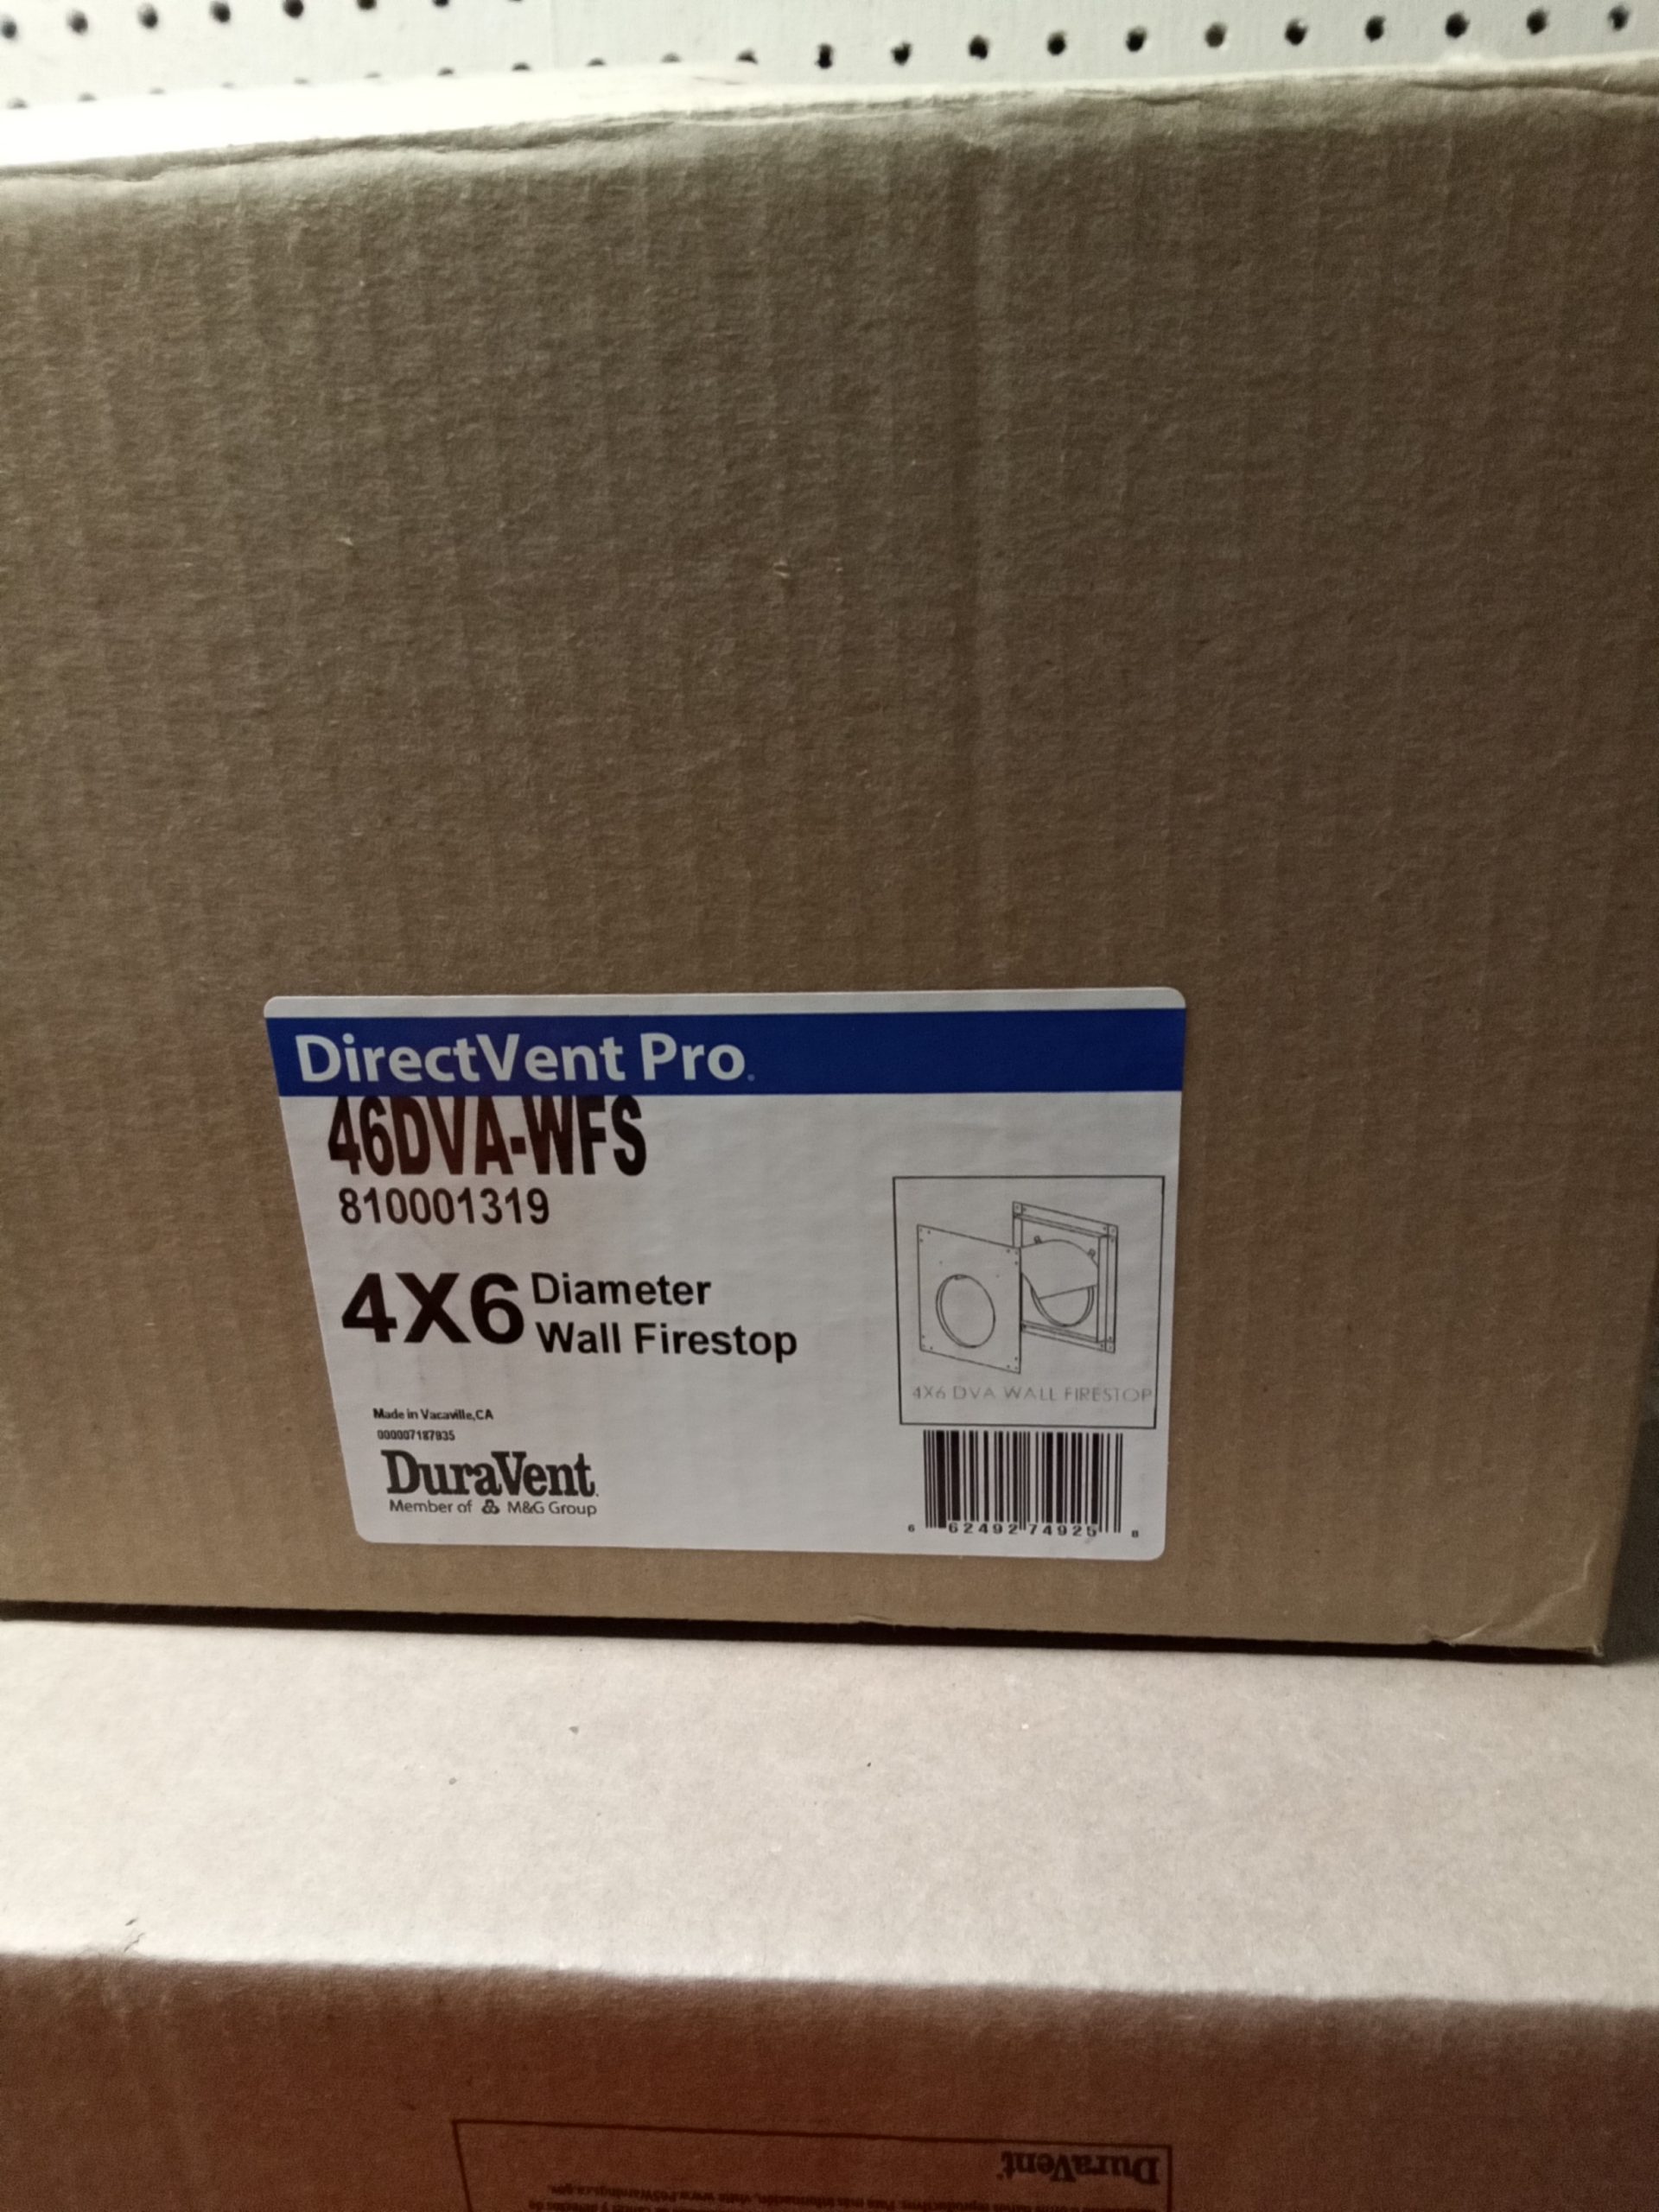 DirectVent Pro.
46DVA-WFS
810001319
4X6 Diameter
Wall Firestop
4X6 DVA WALL FIRESTOP
Made in Vacaville,CA
000007187935
DuraVent
Member of M&G Group
6 62492 74925 8
DuraVent